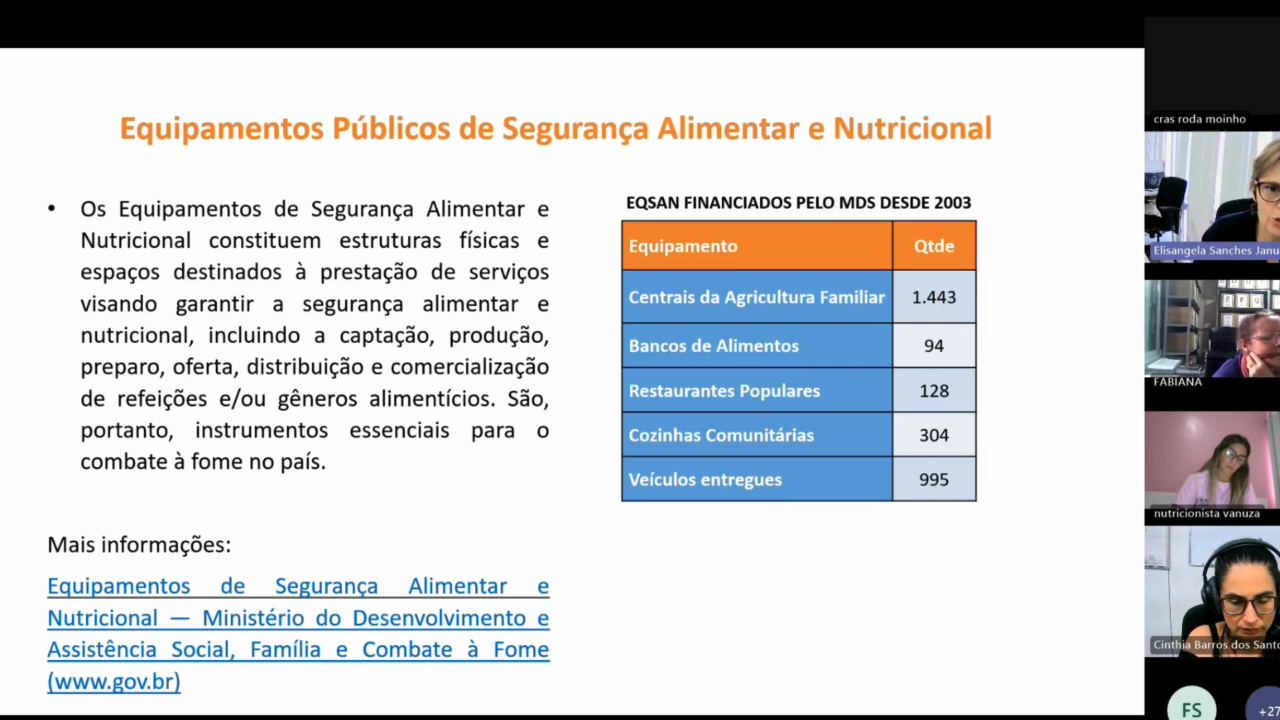 Equipamentos Públicos de Segurança Alimentar e Nutricional
• Os Equipamentos de Segurança Alimentar e
Nutricional constituem estruturas físicas e
espaços destinados à prestação de serviços
visando garantir a segurança alimentar e
nutricional, incluindo a captação, produção,
preparo, oferta, distribuição e comercialização
de refeições e/ou gêneros alimentícios. São,
portanto, instrumentos essenciais para o
combate à fome no país.
Mais informações:
Equipamentos de Segurança Alimentar e
Nutricional — Ministério do Desenvolvimento e
Assistência Social, Família e Combate à Fome
(www.gov.br)
EQSAN FINANCIADOS PELO MDS DESDE 2003
Equipamento Qtde
Centrais da Agricultura Familiar 1.443
Bancos de Alimentos 94
Restaurantes Populares 128
Cozinhas Comunitárias 304
Veículos entregues 995
cras roda moinho
Elisangela Sanches Janu
E F G
FABIANA
nutricionista vanuza
Cinthia Barros dos Santo
FS +27